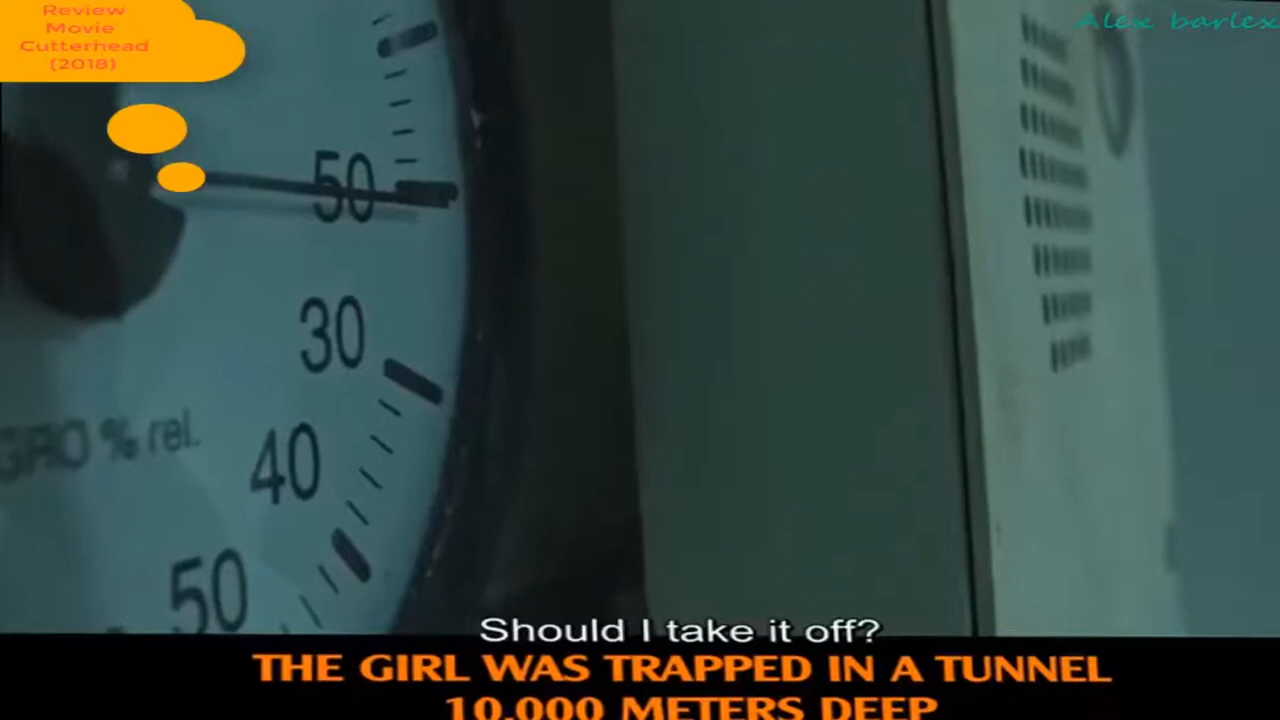 Review
Movie
Cutterhead
(2018)
Alex barlex
50
30
40
50
GIRO % rel.
Should I take it off?
THE GIRL WAS TRAPPED IN A TUNNEL
10,000 METERS DEEP